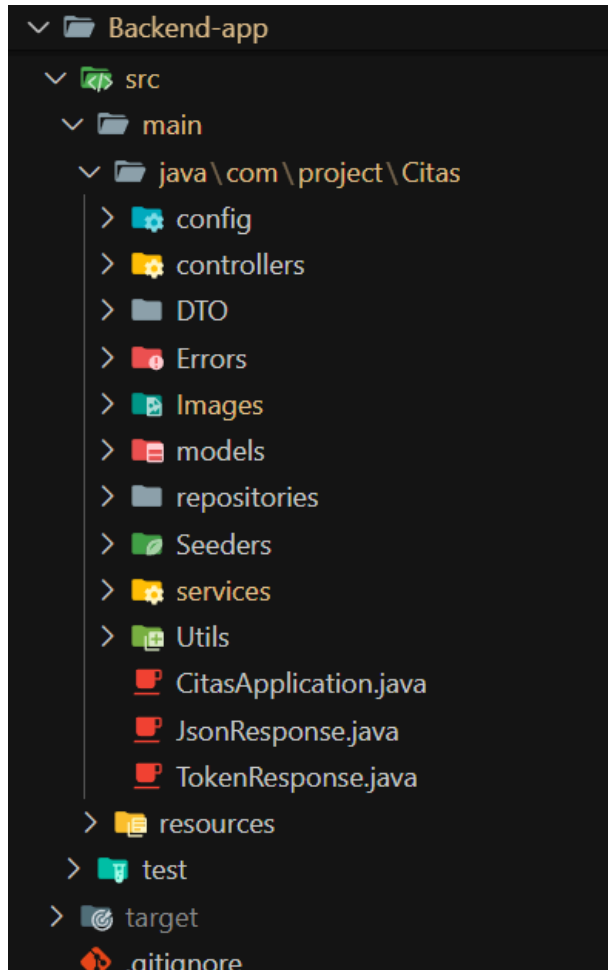 Backend-app
src
main
java\com\project\Citas
config
controllers
DTO
Errors
Images
models
repositories
Seeders
services
Utils
CitasApplication.java
JsonResponse.java
TokenResponse.java
resources
test
target
.gitignore